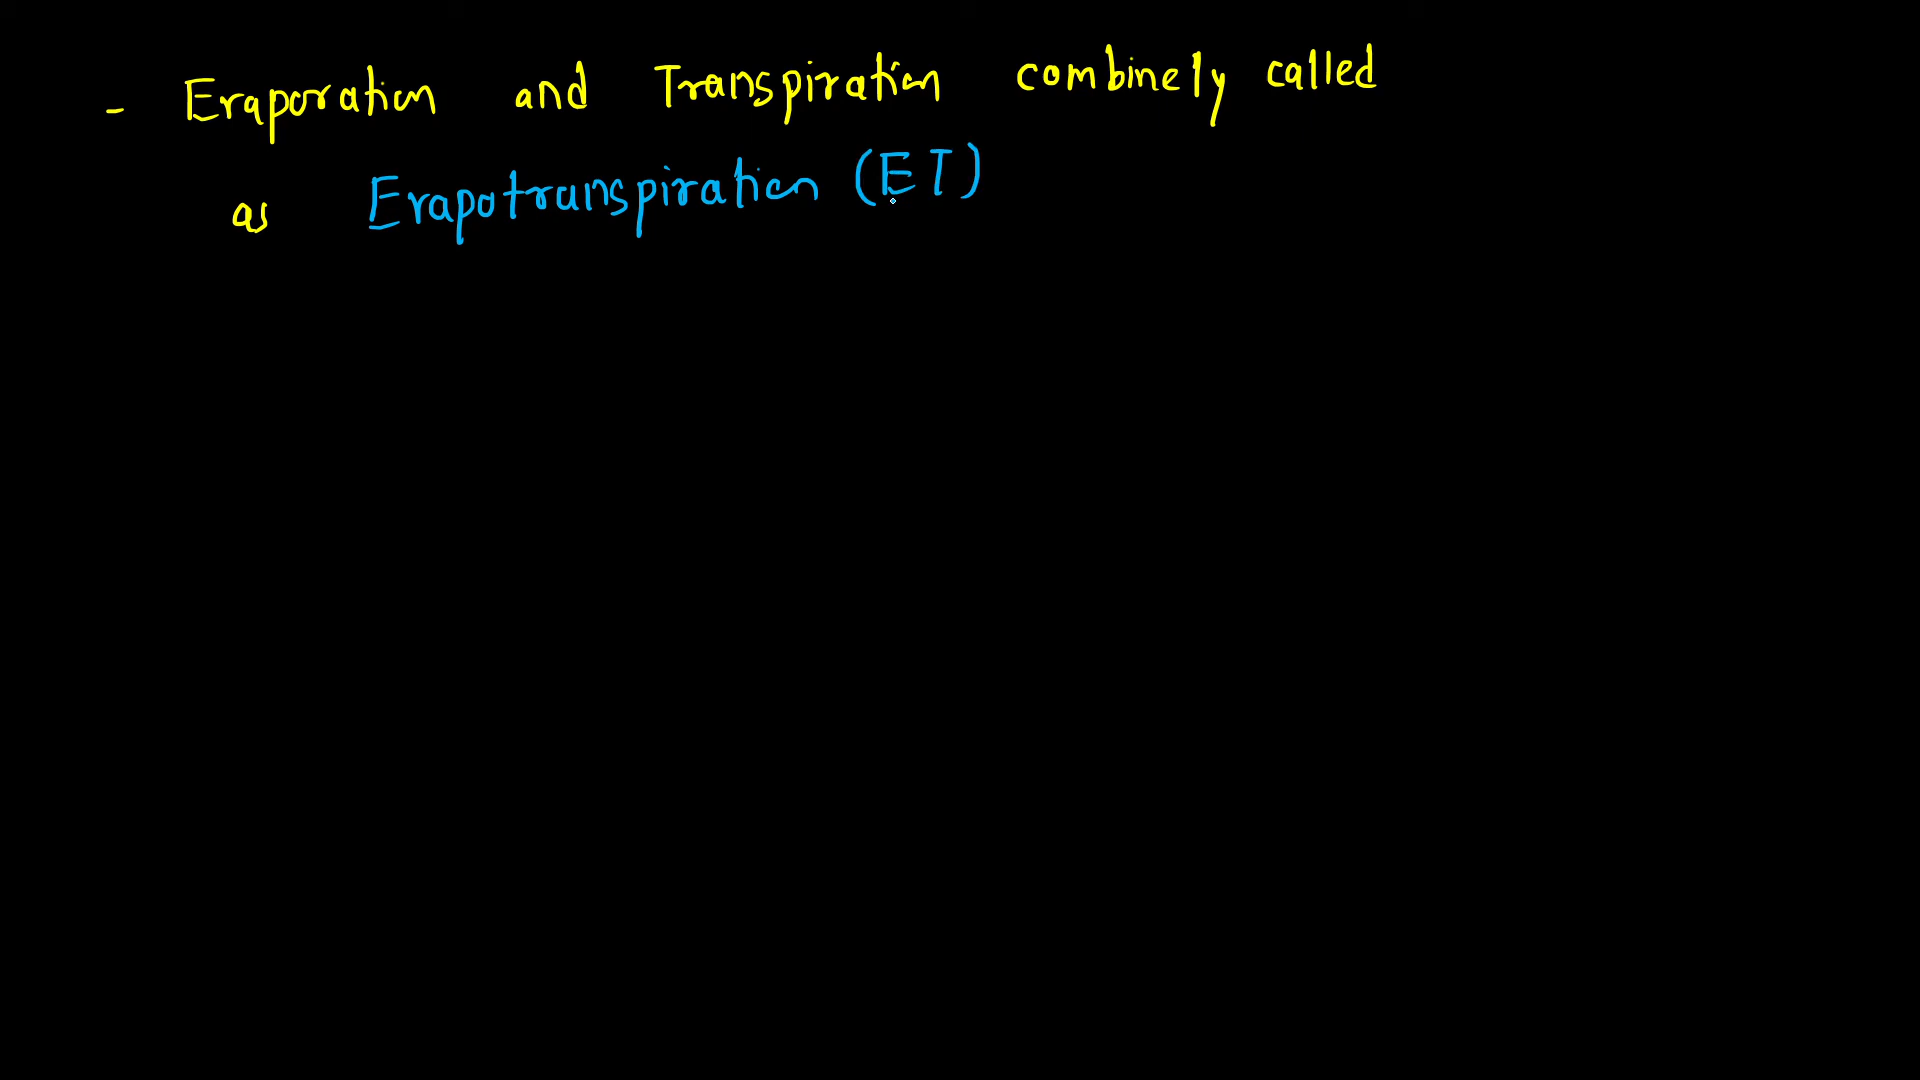 - Evaporation and Transpiration combinely called
as Evapotranspiration (ET)